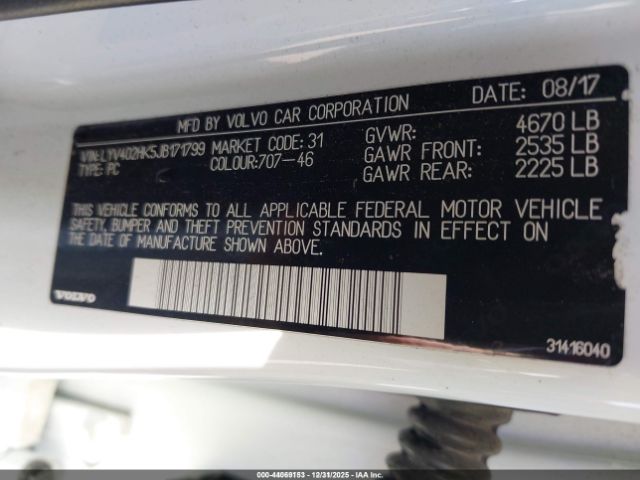 DATE: 08/17
MFD BY VOLVO CAR CORPORATION
VIN:LYV402HK5JB171799 MARKET CODE: 31
TYPE: PC COLOUR:707-46
GVWR: 4670 LB
GAWR FRONT: 2535 LB
GAWR REAR: 2225 LB
THIS VEHICLE CONFORMS TO ALL APPLICABLE FEDERAL MOTOR VEHICLE
SAFETY, BUMPER AND THEFT PREVENTION STANDARDS IN EFFECT ON
THE DATE OF MANUFACTURE SHOWN ABOVE.
VOLVO
31416040
000-44069153 - 12/31/2025 - IAA Inc.